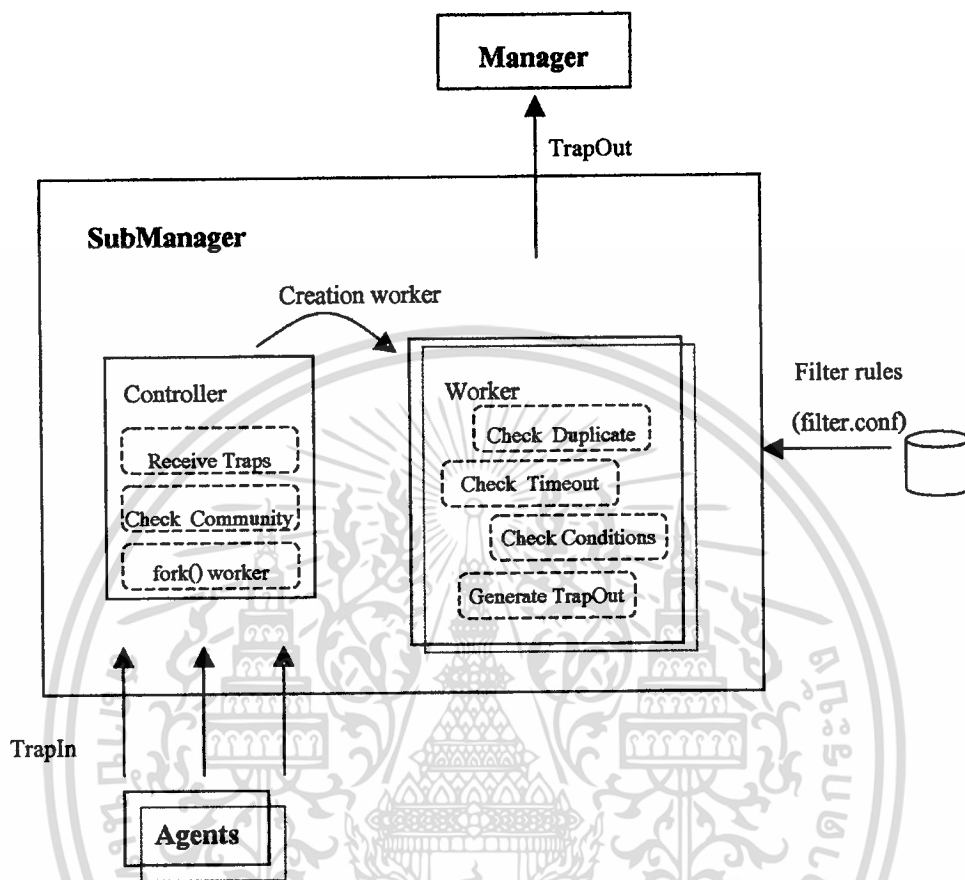 Manager
TrapOut
SubManager
Creation worker
Controller
Receive Traps
Check Community
fork() worker
Worker
Check Duplicate
Check Timeout
Check Conditions
Generate TrapOut
Filter rules
(filter.conf)
TrapIn
Agents